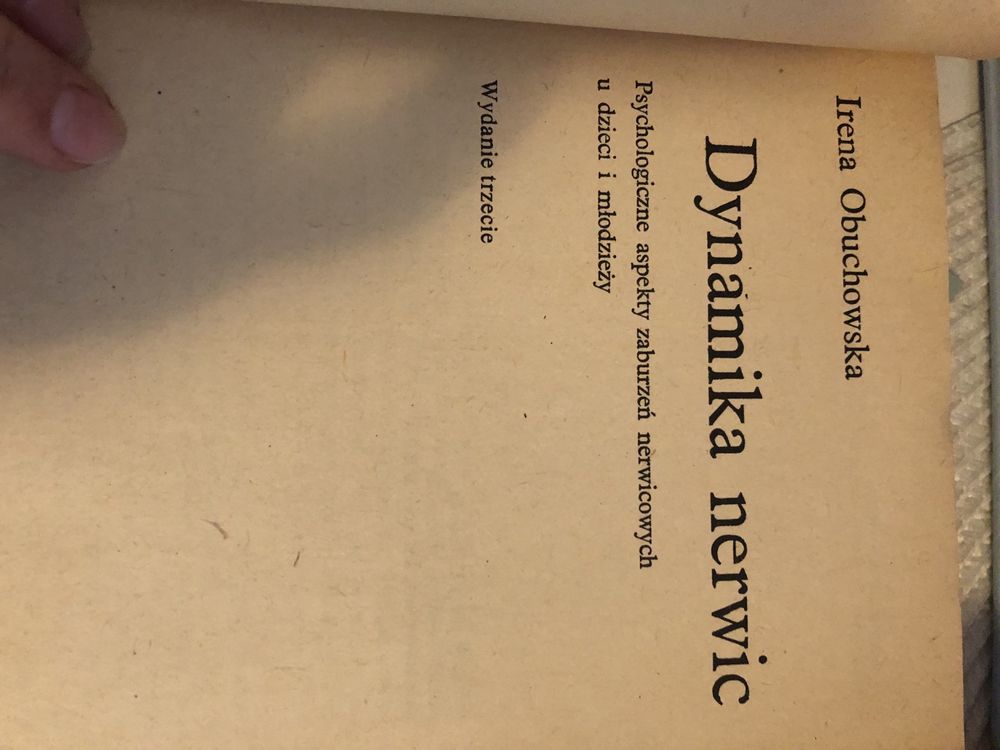 Irena Obuchowska
Dynamika nerwic
Psychologiczne aspekty zaburzeń nerwicowych
u dzieci i młodzieży
Wydanie trzecie